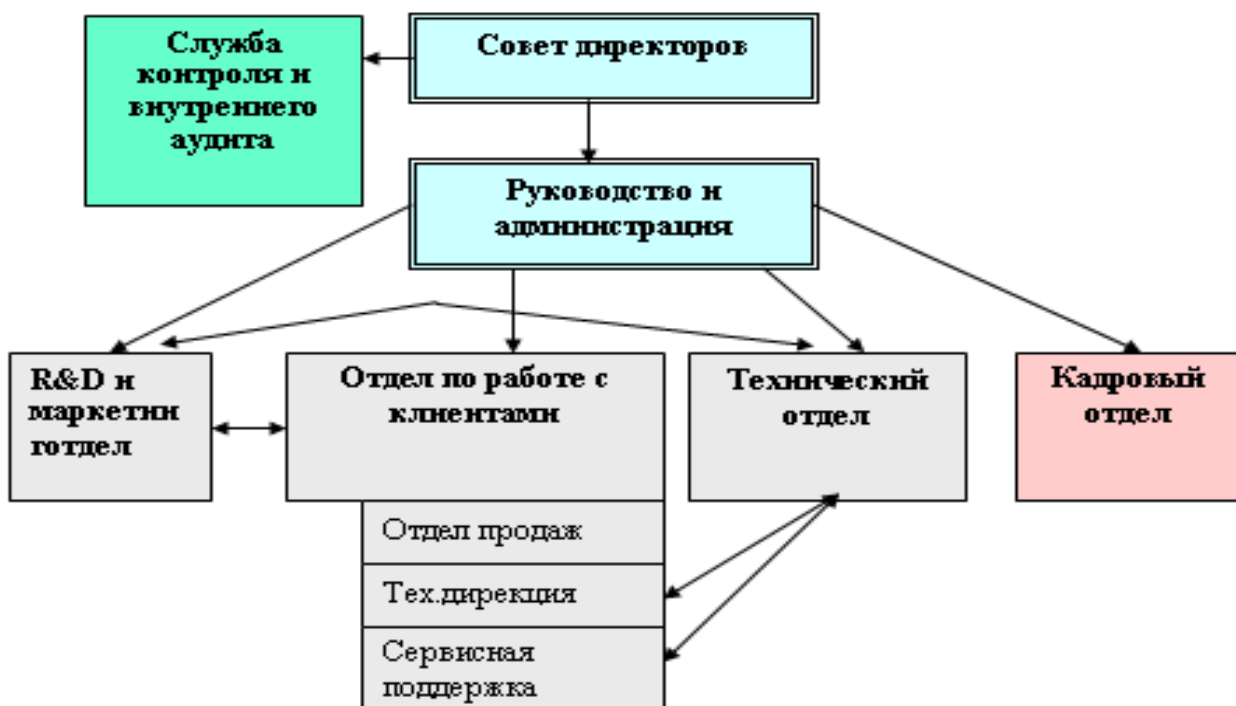 Служба
контроля и
внутреннего
аудита
Совет директоров
Руководство и
администрация
R&D и
маркетин
готдел
Отдел по работе с
клиентами
Технический
отдел
Кадровый
отдел
Отдел продаж
Тех.дирекция
Сервисная
поддержка